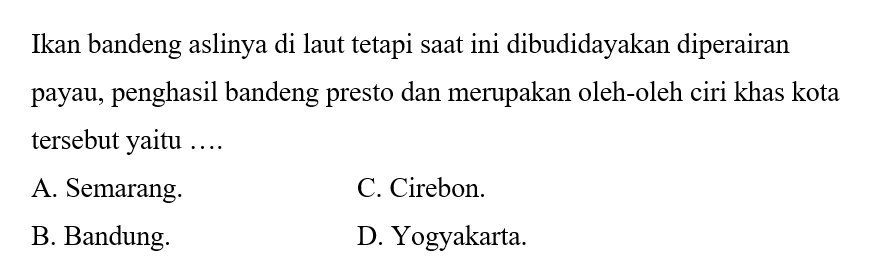 Ikan bandeng aslinya di laut tetapi saat ini dibudidayakan diperairan
payau, penghasil bandeng presto dan merupakan oleh-oleh ciri khas kota
tersebut yaitu ….
A. Semarang. C. Cirebon.
B. Bandung. D. Yogyakarta.